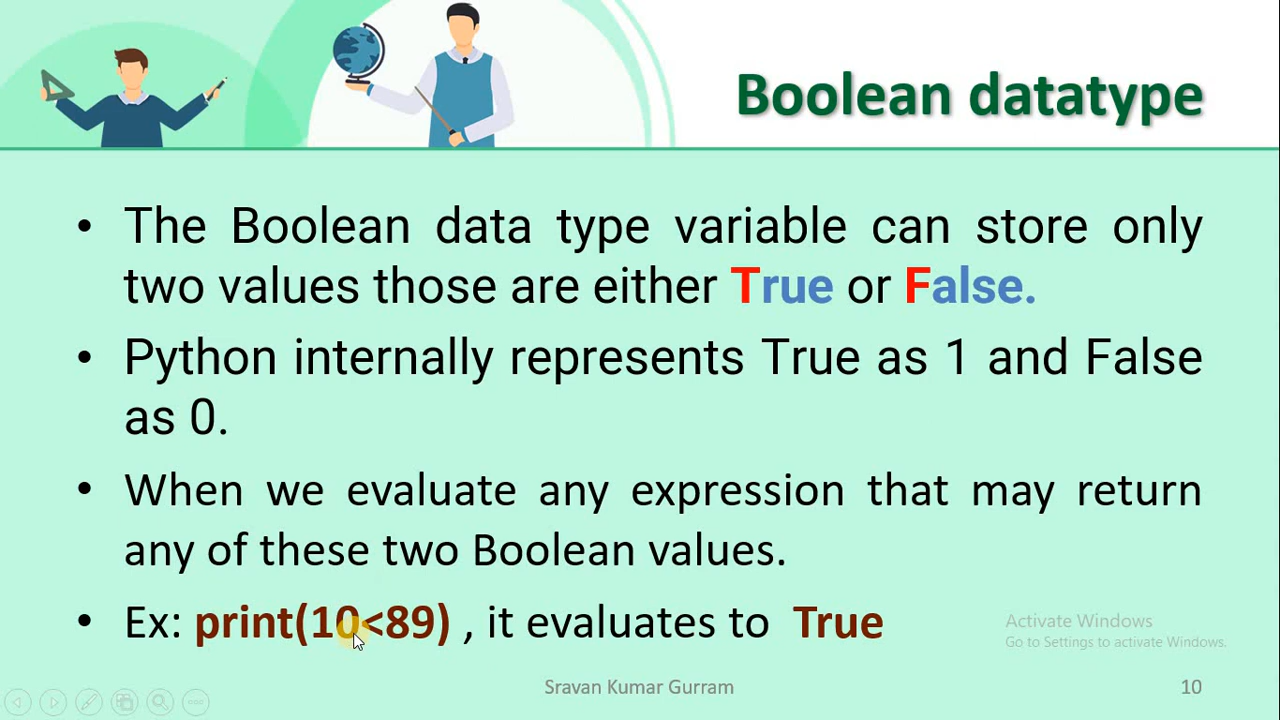 Boolean datatype
• The Boolean data type variable can store only
two values those are either True or False.
• Python internally represents True as 1 and False
as 0.
• When we evaluate any expression that may return
any of these two Boolean values.
• Ex: print(10<89) , it evaluates to True
Activate Windows
Go to Settings to activate Windows.
Sravan Kumar Gurram
10